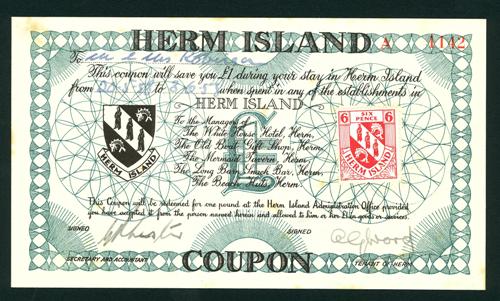 HERM ISLAND
A 1142
To
This coupon will save you £1 during your stay in Herm Island
from to when spent in any of the establishments in
HERM ISLAND
HERM ISLAND
To the Managers of
The White House Hotel, Herm,
The Old Boat Gift Shop, Herm,
The Mermaid Tavern, Herm,
The Long Barn Snack Bar, Herm,
The Beach Huts Herm.
£
SIX
PENCE
6 6
HERM ISLAND
This Coupon will be redeemed for one pound at the Herm Island Administration Office provided
you have accepted it from the person named herein and allowed to him or her £1 in goods or services.
SIGNED
SIGNED
SECRETARY AND ACCOUNTANT
TENANT OF HERM
COUPON